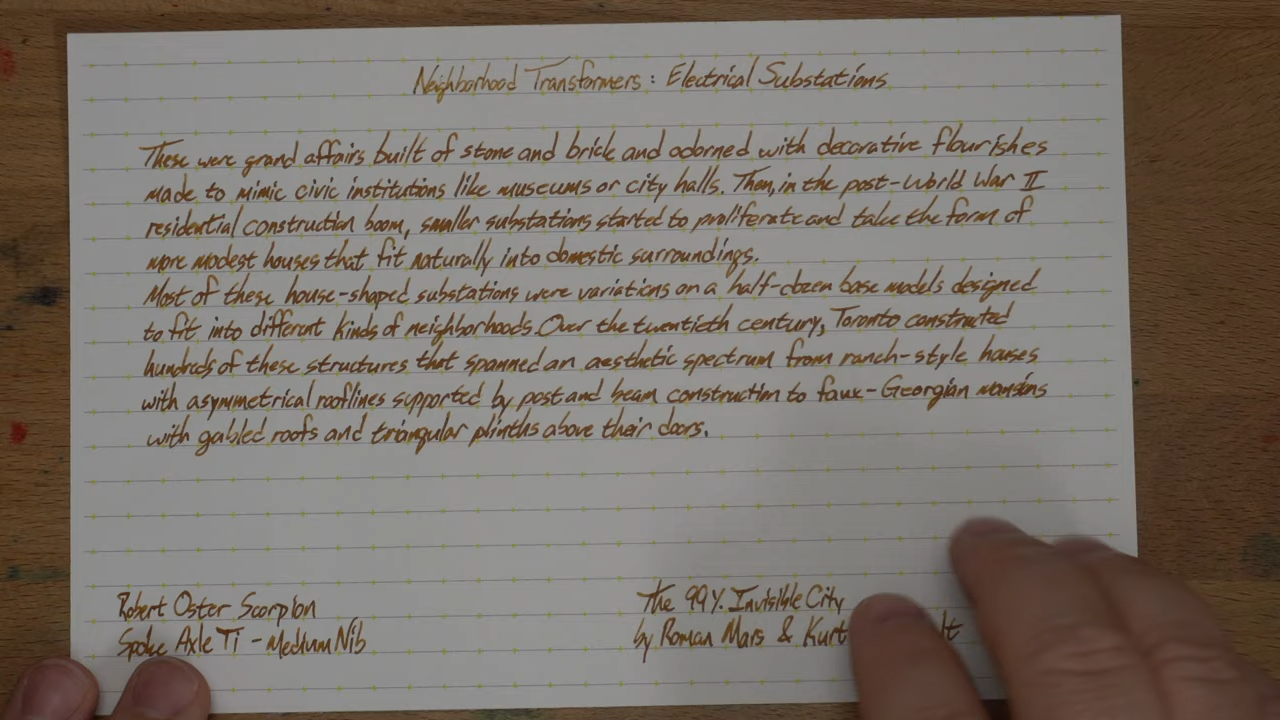 Neighborhood Transformers: Electrical Substations
These were grand affairs built of stone and brick and adorned with decorative flourishes
made to mimic civic institutions like museums or city halls. Then, in the post-World War II
residential construction boom, smaller substations started to proliferate and take the form of
more modest houses that fit naturally into domestic surroundings.
Most of these house-shaped substations were variations on a half-dozen base models designed
to fit into different kinds of neighborhoods. Over the twentieth century, Toronto constructed
hundreds of these structures that spanned an aesthetic spectrum from ranch-style houses
with asymmetrical rooflines supported by post and beam construction to faux-Georgian mansions
with gabled roofs and triangular plinths above their doors.
Robert Oster Scorpion
Spoke Axle TI - Medium Nib
The 99% Invisible City
by Roman Mars & Kurt